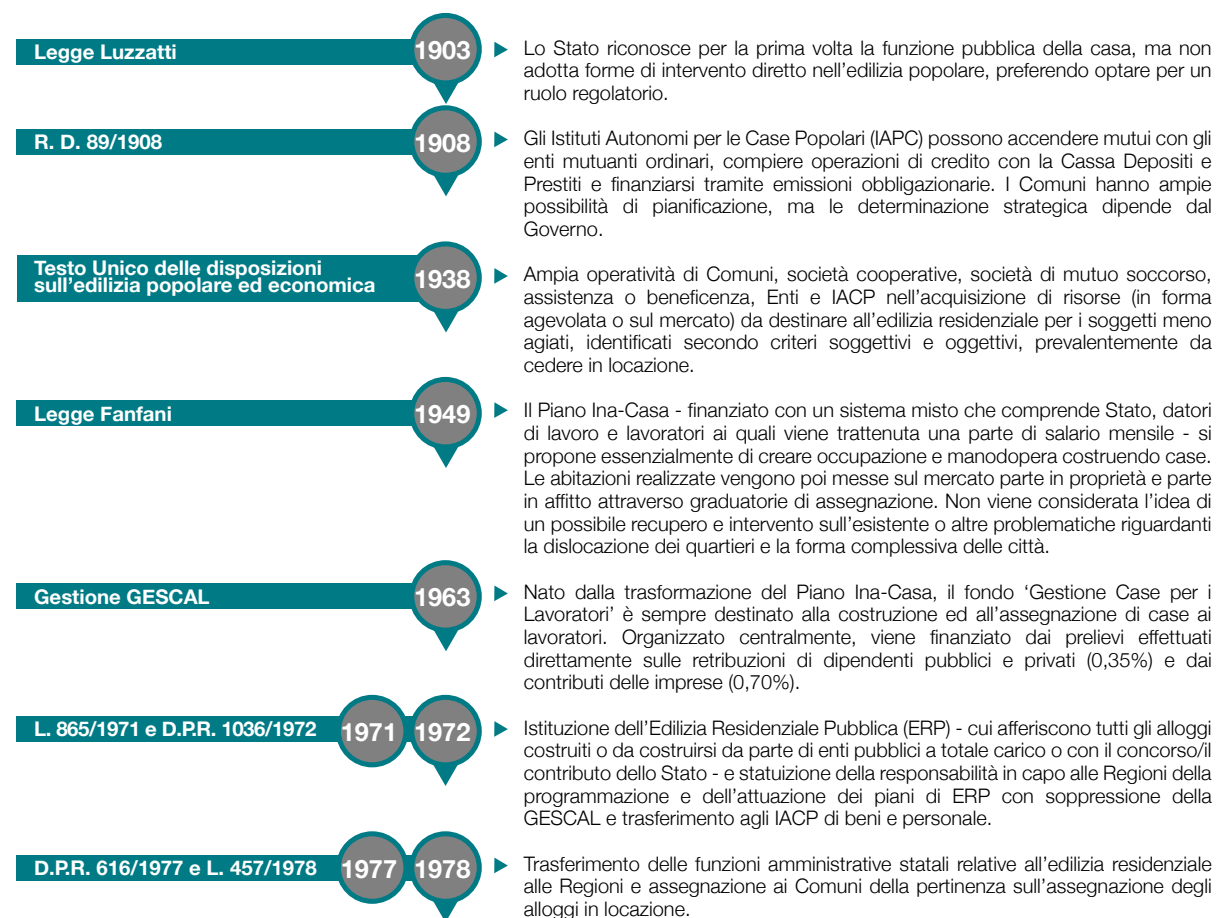 Legge Luzzatti
1903
Lo Stato riconosce per la prima volta la funzione pubblica della casa, ma non
adotta forme di intervento diretto nell'edilizia popolare, preferendo optare per un
ruolo regolatorio.
R. D. 89/1908
1908
Gli Istituti Autonomi per le Case Popolari (IAPC) possono accendere mutui con gli
enti mutuanti ordinari, compiere operazioni di credito con la Cassa Depositi e
Prestiti e finanziarsi tramite emissioni obbligazionarie. I Comuni hanno ampie
possibilità di pianificazione, ma le determinazione strategica dipende dal
Governo.
Testo Unico delle disposizioni
sull'edilizia popolare ed economica
1938
Ampia operatività di Comuni, società cooperative, società di mutuo soccorso,
assistenza o beneficenza, Enti e IACP nell'acquisizione di risorse (in forma
agevolata o sul mercato) da destinare all'edilizia residenziale per i soggetti meno
agiati, identificati secondo criteri soggettivi e oggettivi, prevalentemente da
cedere in locazione.
Legge Fanfani
1949
Il Piano Ina-Casa - finanziato con un sistema misto che comprende Stato, datori
di lavoro e lavoratori ai quali viene trattenuta una parte di salario mensile - si
propone essenzialmente di creare occupazione e manodopera costruendo case.
Le abitazioni realizzate vengono poi messe sul mercato parte in proprietà e parte
in affitto attraverso graduatorie di assegnazione. Non viene considerata l'idea di
un possibile recupero e intervento sull'esistente o altre problematiche riguardanti
la dislocazione dei quartieri e la forma complessiva delle città.
Gestione GESCAL
1963
Nato dalla trasformazione del Piano Ina-Casa, il fondo 'Gestione Case per i
Lavoratori' è sempre destinato alla costruzione ed all'assegnazione di case ai
lavoratori. Organizzato centralmente, viene finanziato dai prelievi effettuati
direttamente sulle retribuzioni di dipendenti pubblici e privati (0,35%) e dai
contributi delle imprese (0,70%).
L. 865/1971 e D.P.R. 1036/1972
1971
1972
Istituzione dell'Edilizia Residenziale Pubblica (ERP) - cui afferiscono tutti gli alloggi
costruiti o da costruirsi da parte di enti pubblici a totale carico o con il concorso/il
contributo dello Stato - e statuizione della responsabilità in capo alle Regioni della
programmazione e dell'attuazione dei piani di ERP con soppressione della
GESCAL e trasferimento agli IACP di beni e personale.
D.P.R. 616/1977 e L. 457/1978
1977
1978
Trasferimento delle funzioni amministrative statali relative all'edilizia residenziale
alle Regioni e assegnazione ai Comuni della pertinenza sull'assegnazione degli
alloggi in locazione.